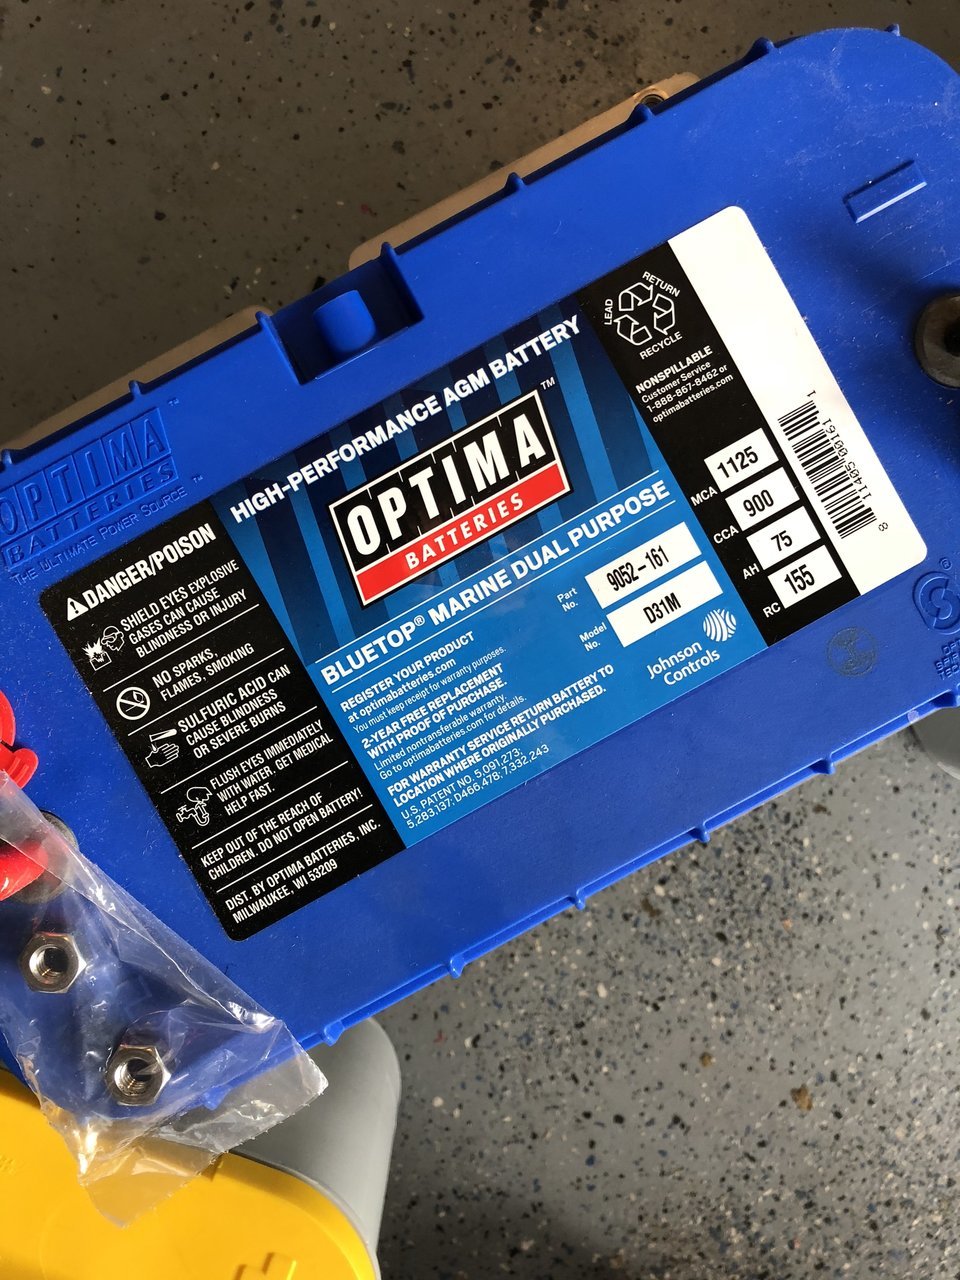 OPTIMA
BATTERIES
THE ULTIMATE POWER SOURCE ™
DANGER/POISON
SHIELD EYES EXPLOSIVE
GASES CAN CAUSE
BLINDNESS OR INJURY
NO SPARKS,
FLAMES, SMOKING
SULFURIC ACID CAN
CAUSE BLINDNESS
OR SEVERE BURNS
FLUSH EYES IMMEDIATELY
WITH WATER, GET MEDICAL
HELP FAST.
KEEP OUT OF THE REACH OF
CHILDREN. DO NOT OPEN BATTERY!
DIST. BY OPTIMA BATTERIES, INC.
MILWAUKEE, WI 53209
HIGH-PERFORMANCE AGM BATTERY
OPTIMA™
BATTERIES
BLUETOP® MARINE DUAL PURPOSE
REGISTER YOUR PRODUCT
at optimabatteries.com
You must keep receipt for warranty purposes.
2-YEAR FREE REPLACEMENT
WITH PROOF OF PURCHASE.
Limited nontransferable warranty.
Go to optimabatteries.com for details.
FOR WARRANTY SERVICE RETURN BATTERY TO
LOCATION WHERE ORIGINALLY PURCHASED.
U.S. PATENT NO. 5,091,273;
5,283,137; D466,478; 7,332,243
Part No. 9052-161
Model No. D31M
Johnson
Controls
LEAD
RETURN
RECYCLE
NONSPILLABLE
Customer Service
1-888-867-8462 or
optimabatteries.com
MCA 1125
CCA 900
AH 75
RC 155
1 11405 00161 8